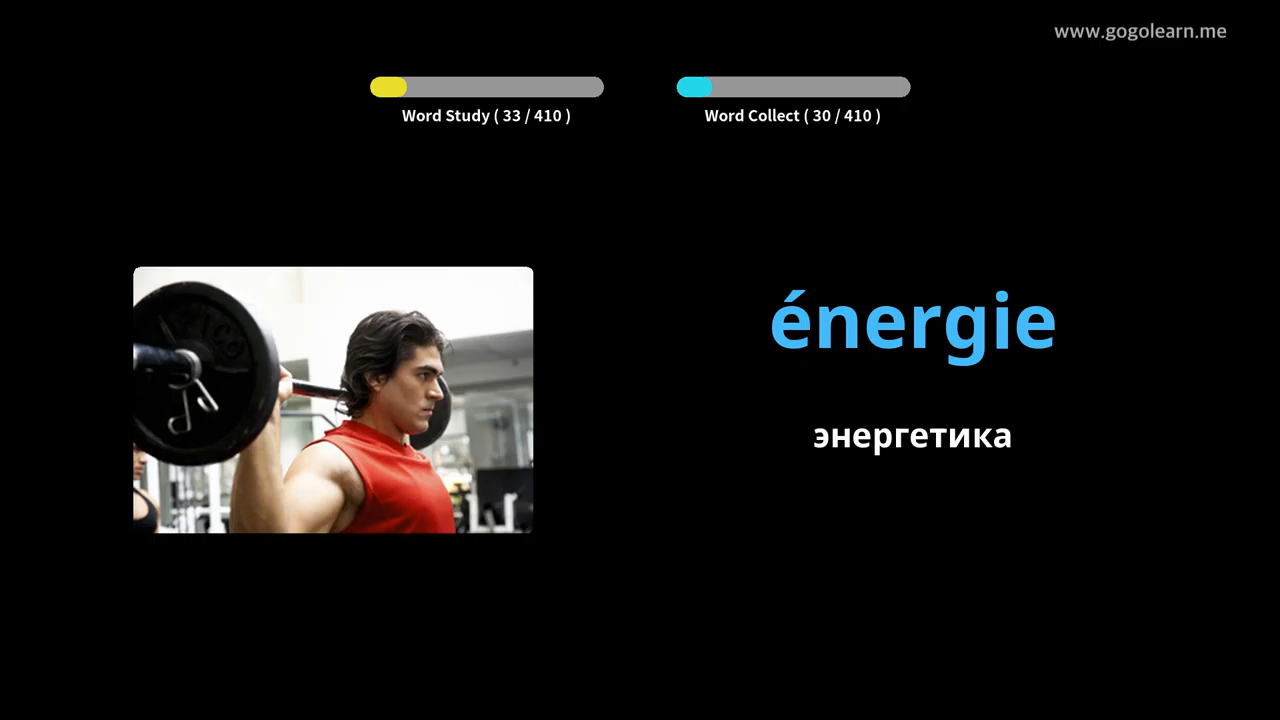 www.gogolearn.me
Word Study ( 33 / 410 )
Word Collect ( 30 / 410 )
énergie
энергетика